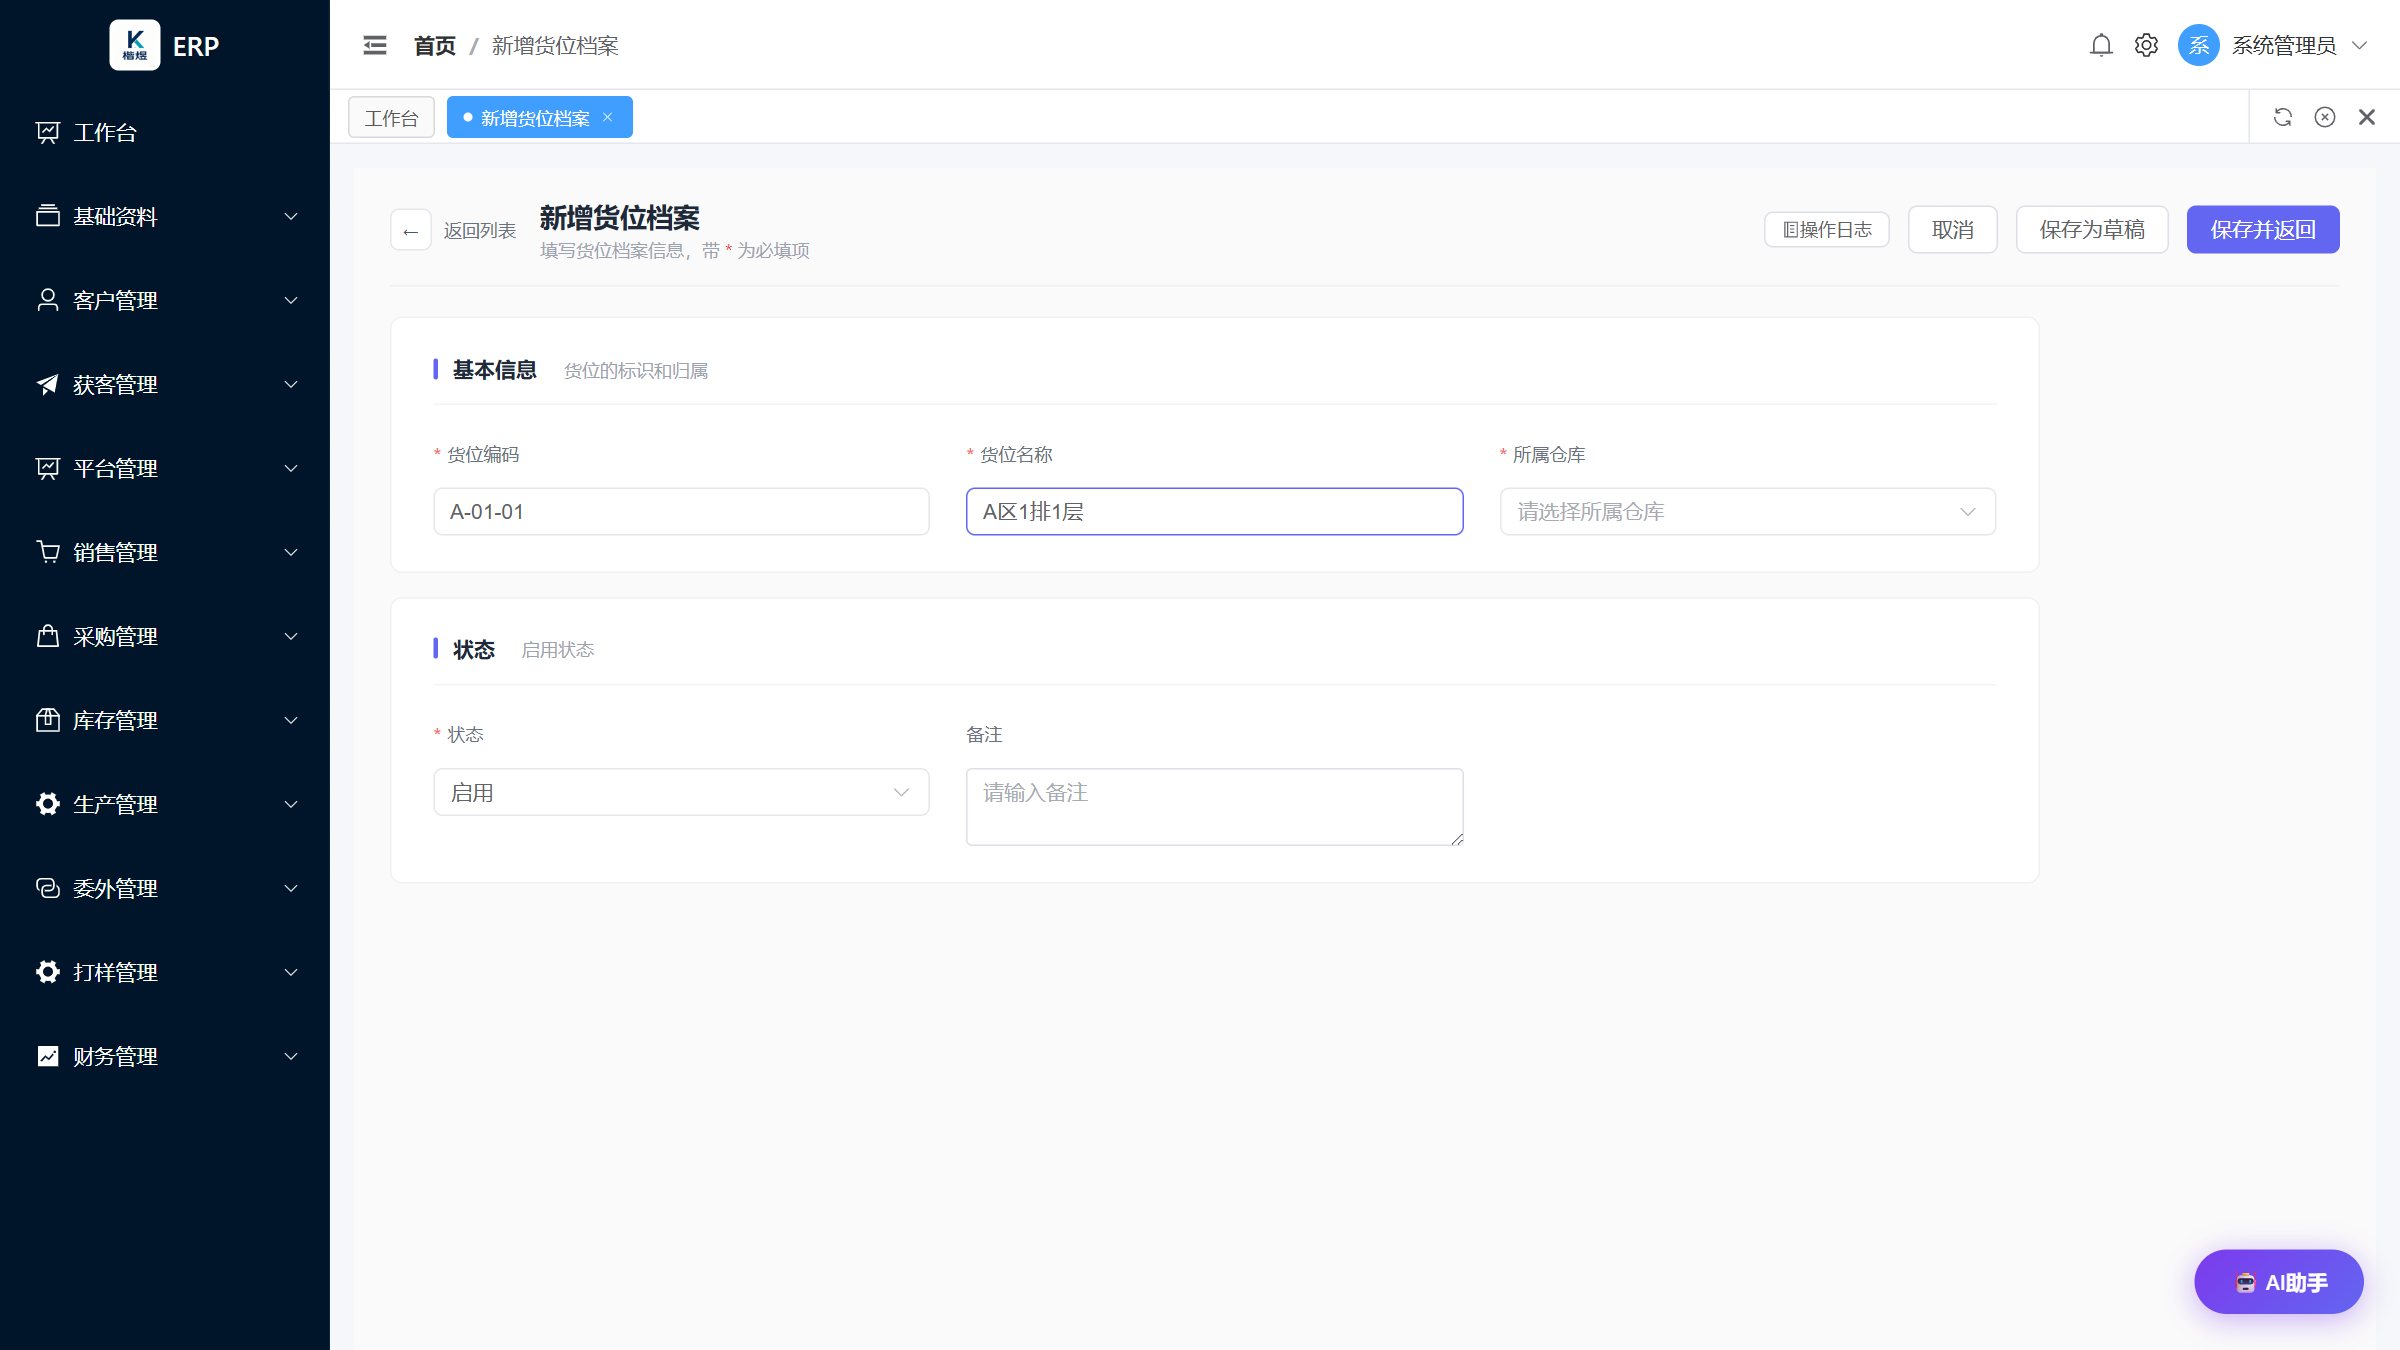 K
楷煜
ERP
工作台
基础资料
客户管理
获客管理
平台管理
销售管理
采购管理
库存管理
生产管理
委外管理
打样管理
财务管理
首页 / 新增货位档案
系 系统管理员
工作台
新增货位档案
← 返回列表
新增货位档案
填写货位档案信息，带 * 为必填项
操作日志
取消
保存为草稿
保存并返回
基本信息 货位的标识和归属
* 货位编码
* 货位名称
* 所属仓库
A-01-01
A区1排1层
请选择所属仓库
状态 启用状态
* 状态
备注
启用
请输入备注
AI助手